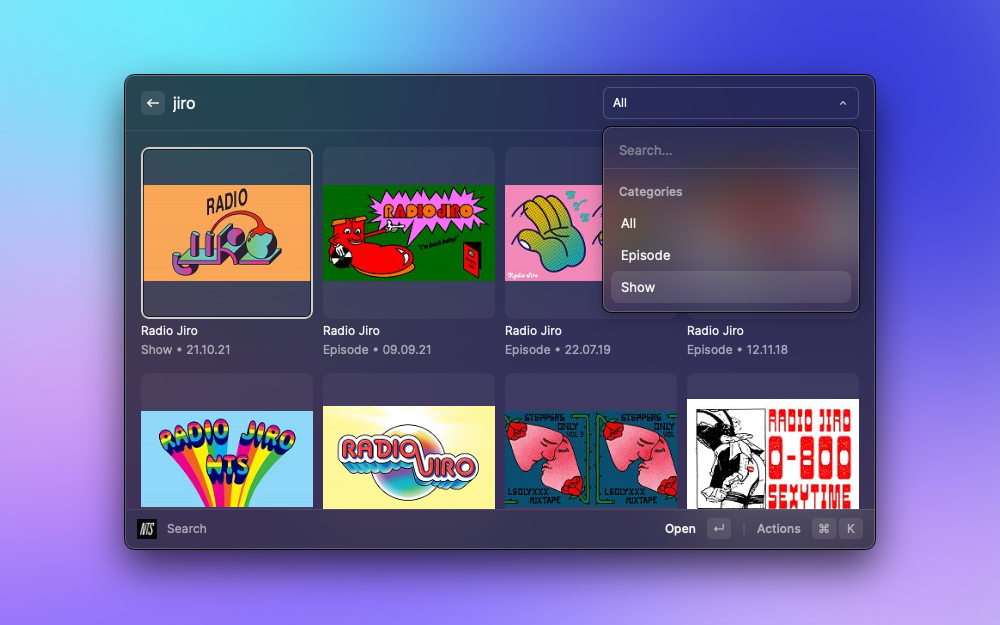 jiro
All
Search...
Categories
All
Episode
Show
RADIO
JIRO
RADIO JIRO
"I'm back baby!"
Radio Jiro
Radio Jiro
Show • 21.10.21
Radio Jiro
Episode • 09.09.21
Radio Jiro
Episode • 22.07.19
Radio Jiro
Episode • 12.11.18
RADIO JIRO
NTS
RADIO JIRO
STEPPERS
ONLY
VOL 3
LEOLYXXX
MIXTAPE
STEPPERS
ONLY
VOL
LEOLYXXX
MIXTAPE
RADIO JIRO
0-800
SEXYTIME
NTS
Search
Open
↵
Actions
⌘
K